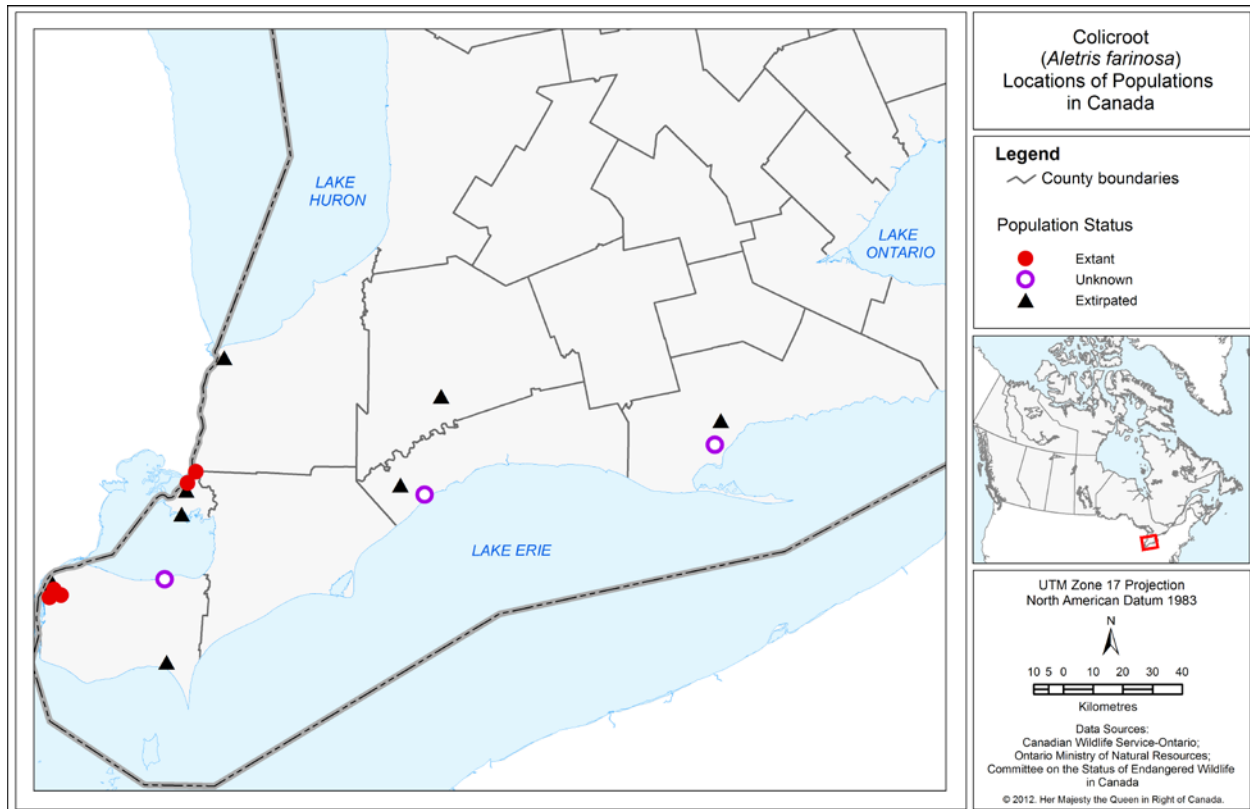 LAKE
HURON
LAKE
ONTARIO
LAKE ERIE
Colicroot
(Aletris farinosa)
Locations of Populations
in Canada
Legend
County boundaries
Population Status
Extant
Unknown
Extirpated
UTM Zone 17 Projection
North American Datum 1983
N
10 5 0 10 20 30 40
Kilometres
Data Sources:
Canadian Wildlife Service-Ontario;
Ontario Ministry of Natural Resources;
Committee on the Status of Endangered Wildlife
in Canada
© 2012. Her Majesty the Queen in Right of Canada.